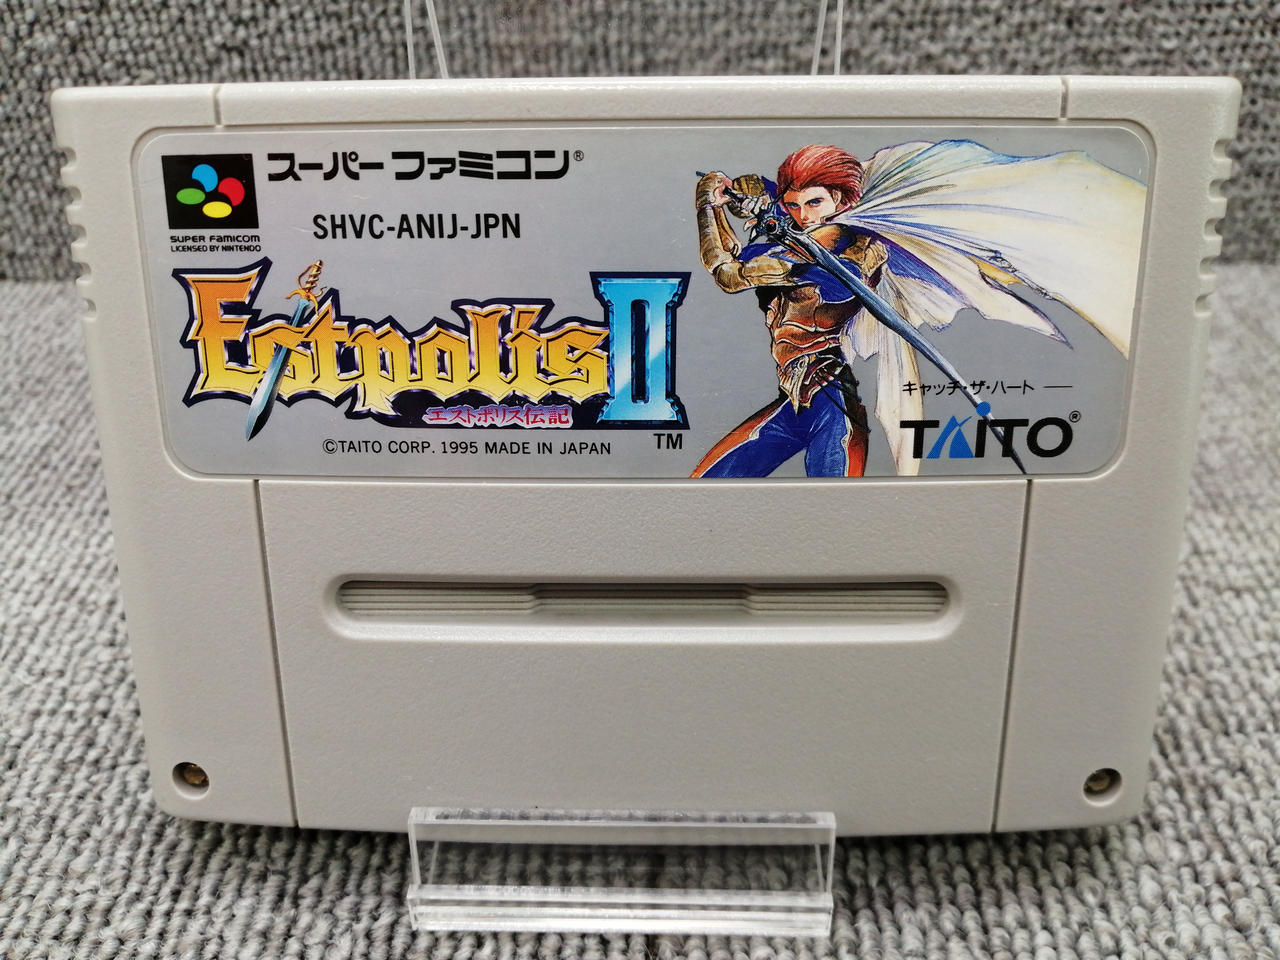 スーパーファミコン®
SUPER FAMICOM
LICENSED BY NINTENDO
SHVC-ANIJ-JPN
Estpolis II
エストポリス伝記
TM
©TAITO CORP. 1995 MADE IN JAPAN
キャッチ・ザ・ハート
TAITO®